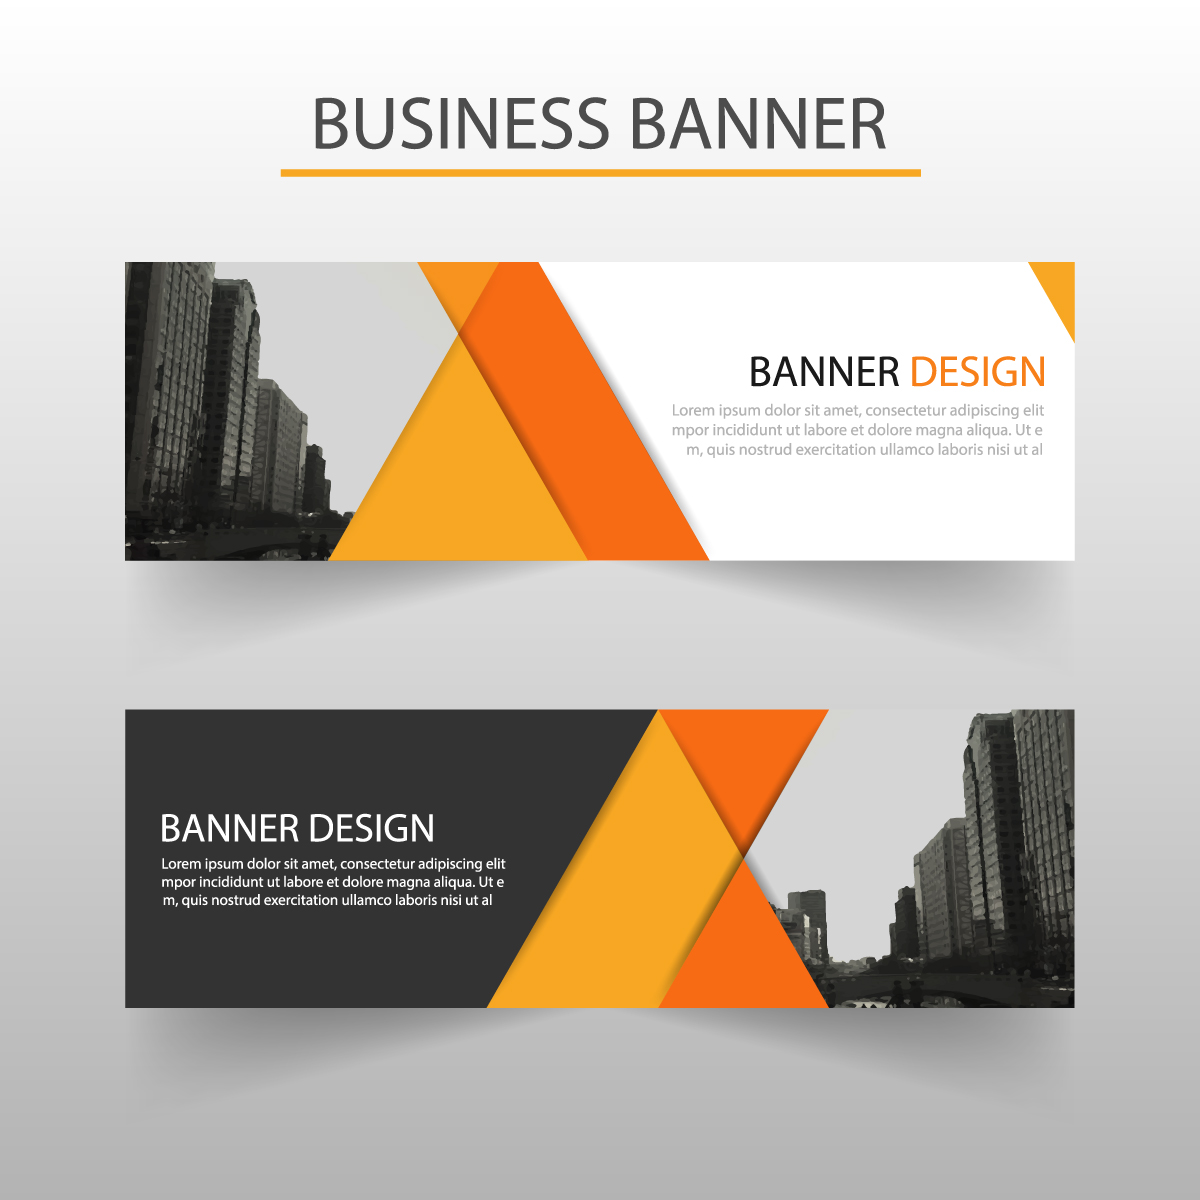 BUSINESS BANNER
BANNER DESIGN
Lorem ipsum dolor sit amet, consectetur adipiscing elit
mpor incididunt ut labore et dolore magna aliqua. Ut e
m, quis nostrud exercitation ullamco laboris nisi ut al
BANNER DESIGN
Lorem ipsum dolor sit amet, consectetur adipiscing elit
mpor incididunt ut labore et dolore magna aliqua. Ut e
m, quis nostrud exercitation ullamco laboris nisi ut al